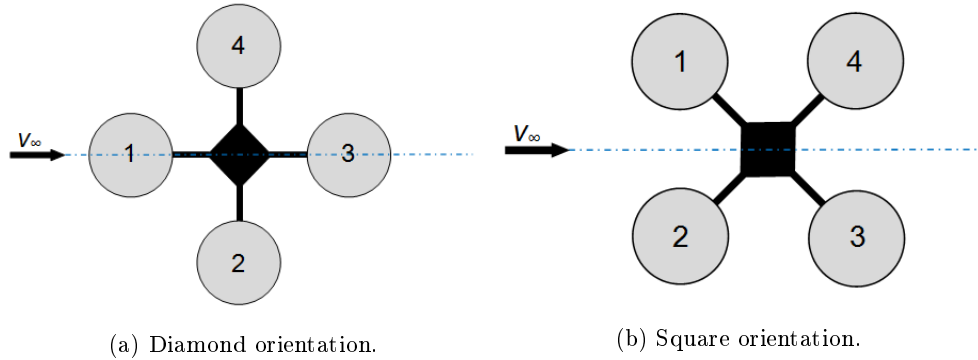 4
V∞
1
3
2
(a) Diamond orientation.
1
4
V∞
2
3
(b) Square orientation.